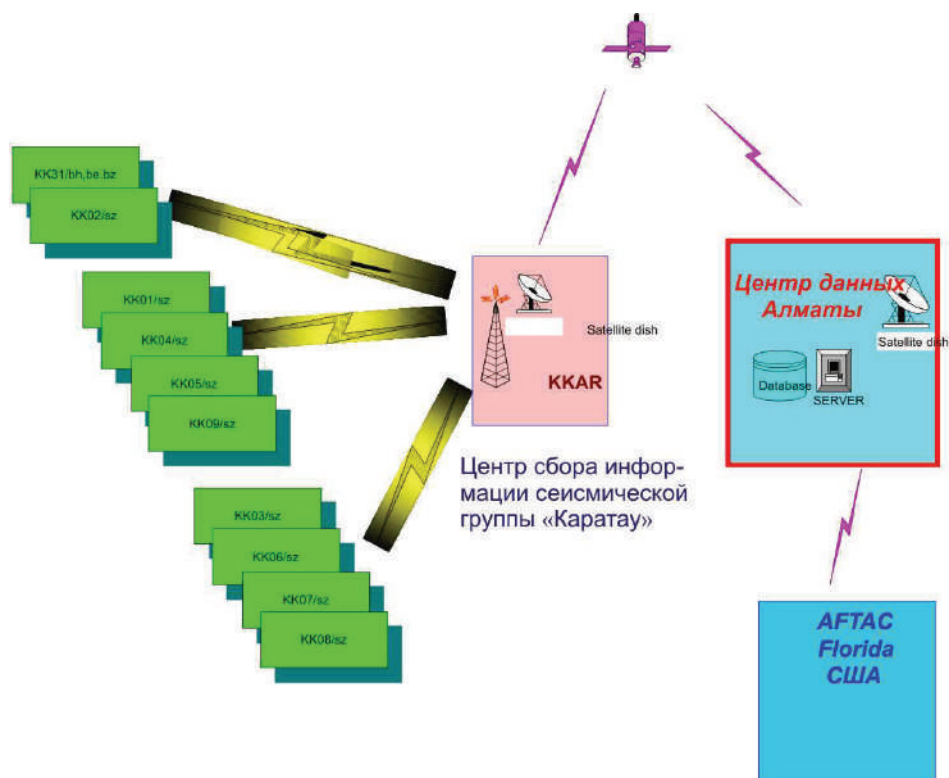 KK31/bh,be.bz
KK02/sz
KK01/sz
KK04/sz
KK05/sz
KK09/sz
KK03/sz
KK06/sz
KK07/sz
KK08/sz
Satellite dish
KKAR
Центр сбора инфор-
мации сеисмической
группы «Каратау»
Центр данных
Алматы
Satellite dish
Database
SERVER
AFTAC
Florida
США